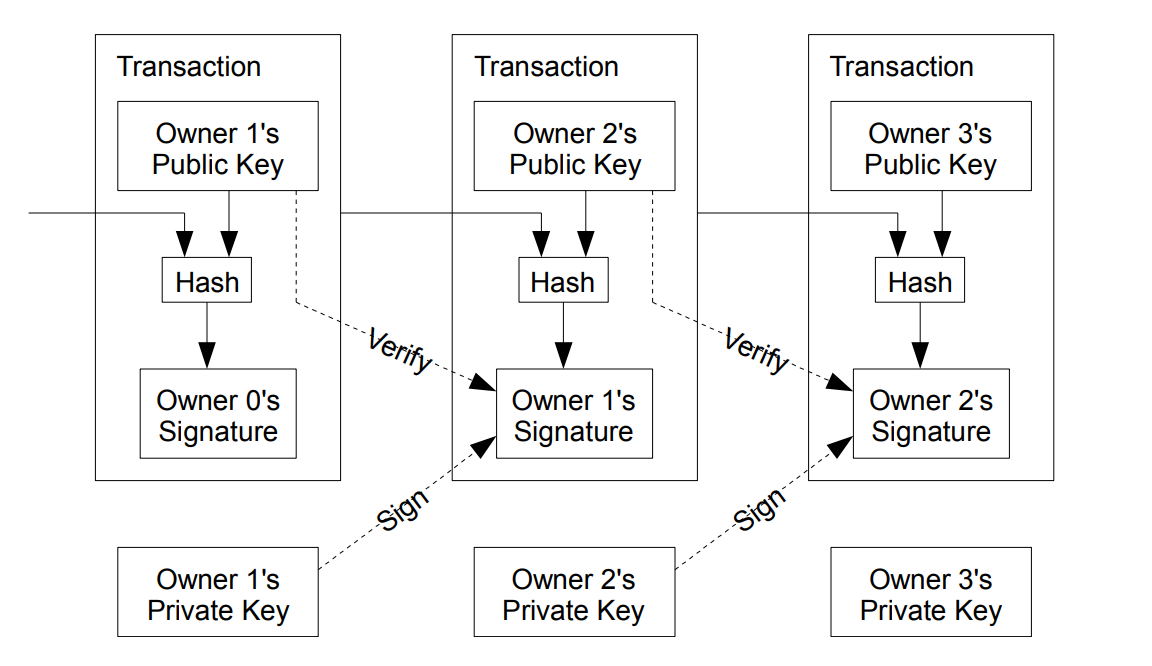 Transaction
Owner 1's
Public Key
Hash
Owner 0's
Signature
Transaction
Owner 2's
Public Key
Hash
Verify
Owner 1's
Signature
Sign
Transaction
Owner 3's
Public Key
Hash
Verify
Owner 2's
Signature
Sign
Owner 1's
Private Key
Owner 2's
Private Key
Owner 3's
Private Key